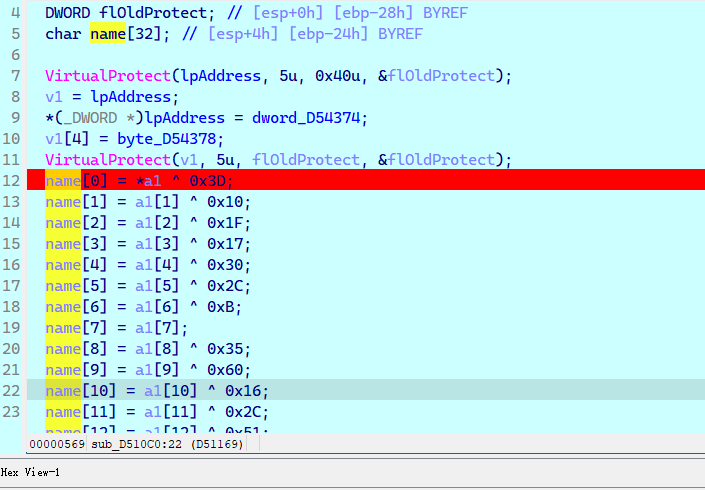 4 DWORD flOldProtect; // [esp+0h] [ebp-28h] BYREF
5 char name[32]; // [esp+4h] [ebp-24h] BYREF
6
7 VirtualProtect(lpAddress, 5u, 0x40u, &flOldProtect);
8 v1 = lpAddress;
9 *(_DWORD *)lpAddress = dword_D54374;
10 v1[4] = byte_D54378;
11 VirtualProtect(v1, 5u, flOldProtect, &flOldProtect);
12 name[0] = *a1 ^ 0x3D;
13 name[1] = a1[1] ^ 0x10;
14 name[2] = a1[2] ^ 0x1F;
15 name[3] = a1[3] ^ 0x17;
16 name[4] = a1[4] ^ 0x30;
17 name[5] = a1[5] ^ 0x2C;
18 name[6] = a1[6] ^ 0xB;
19 name[7] = a1[7];
20 name[8] = a1[8] ^ 0x35;
21 name[9] = a1[9] ^ 0x60;
22 name[10] = a1[10] ^ 0x16;
23 name[11] = a1[11] ^ 0x2C;
name[12] = a1[12] ^ 0x51;
00000569 sub_D510C0:22 (D51169)
Hex View-1